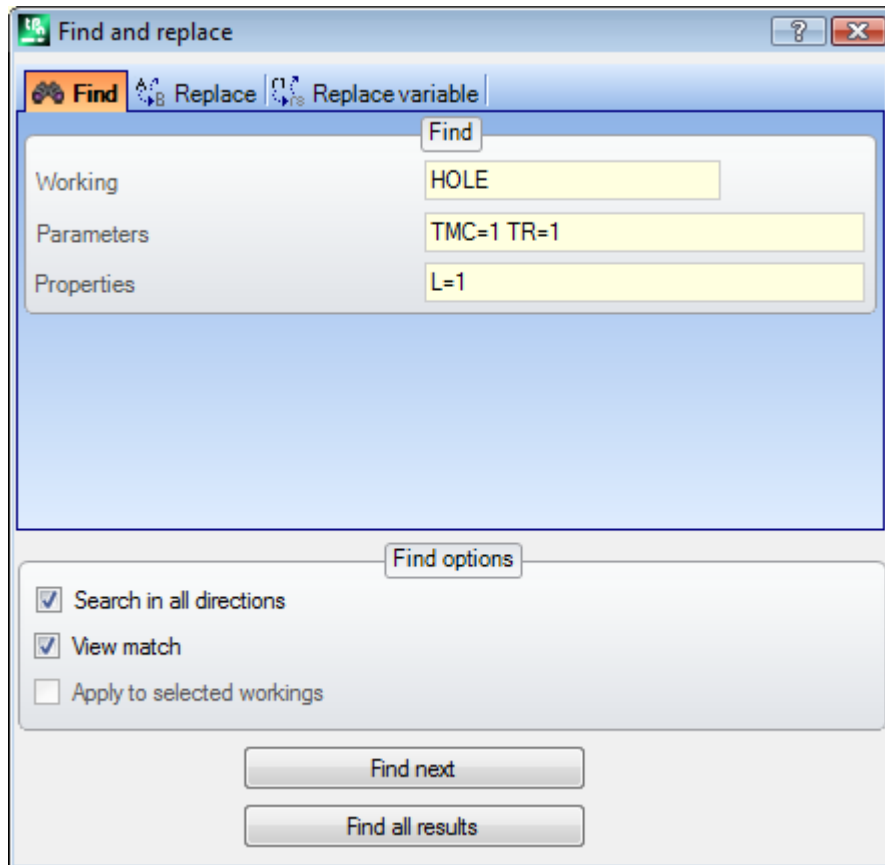 Find and replace
Find Replace Replace variable
Find
Working HOLE
Parameters TMC=1 TR=1
Properties L=1
Find options
Search in all directions
View match
Apply to selected workings
Find next
Find all results